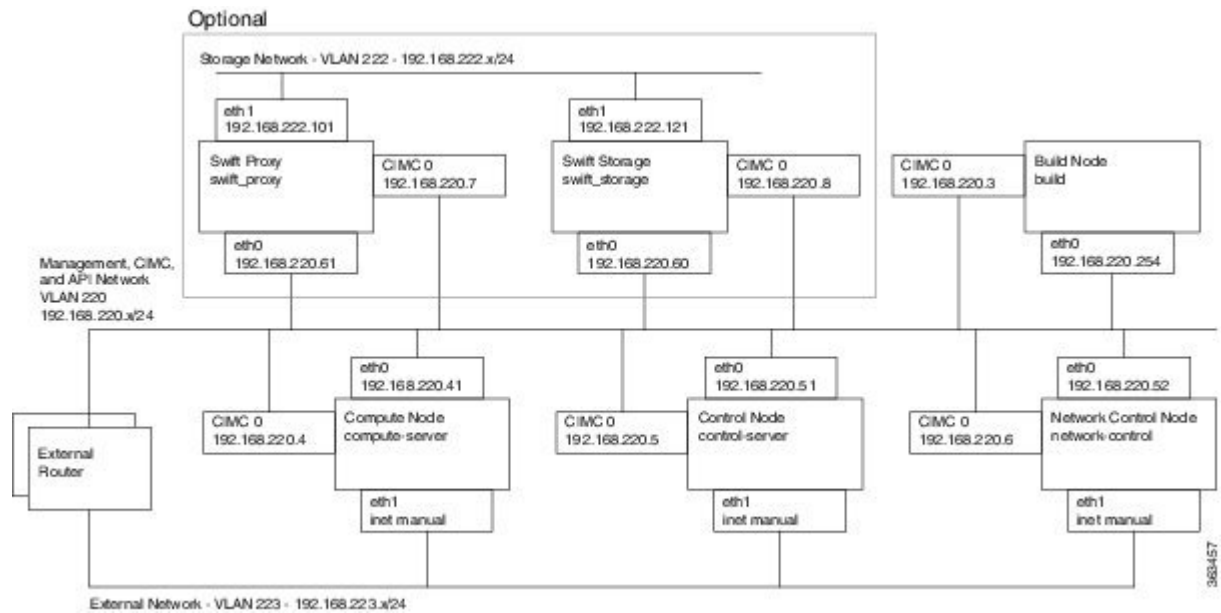 Optional
Storage Network - VLAN 222 - 192.168.222.x/24
eth1
192.168.222.101
eth1
192.168.222.121
Swift Proxy
swift_proxy
CIMC 0
192.168.220.7
Swift Storage
swift_storage
CIMC 0
192.168.220.8
CIMC 0
192.168.220.3
Build Node
build
eth0
192.168.220.61
eth0
192.168.220.60
eth0
192.168.220.254
Management, CIMC,
and API Network
VLAN 220
192.168.220.x/24
eth0
192.168.220.41
eth0
192.168.220.51
eth0
192.168.220.52
External
Router
CIMC 0
192.168.220.4
Compute Node
compute-server
CIMC 0
192.168.220.5
Control Node
control-server
CIMC 0
192.168.220.6
Network Control Node
network-control
eth1
inet manual
eth1
inet manual
eth1
inet manual
External Network - VLAN 223 - 192.168.223.x/24
363457